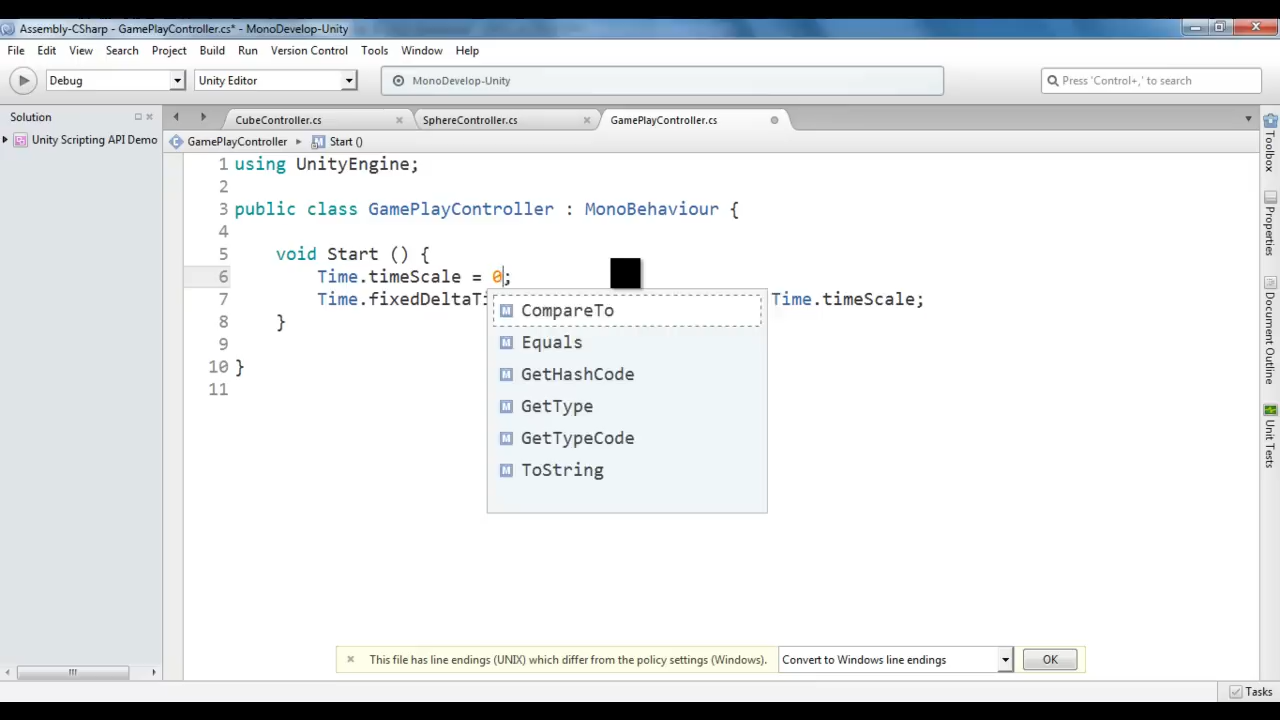 Assembly-CSharp - GamePlayController.cs* - MonoDevelop-Unity
File Edit View Search Project Build Run Version Control Tools Window Help
Debug Unity Editor MonoDevelop-Unity Press 'Control+,' to search
Solution CubeController.cs SphereController.cs GamePlayController.cs
Unity Scripting API Demo GamePlayController Start ()
1 using UnityEngine;
2
3 public class GamePlayController : MonoBehaviour {
4
5 void Start () {
6 Time.timeScale = 0;
7 Time.fixedDeltaTi Time.timeScale;
8 }
9
10 }
11
CompareTo
Equals
GetHashCode
GetType
GetTypeCode
ToString
Toolbox
Properties
Document Outline
Unit Tests
This file has line endings (UNIX) which differ from the policy settings (Windows). Convert to Windows line endings OK
Tasks